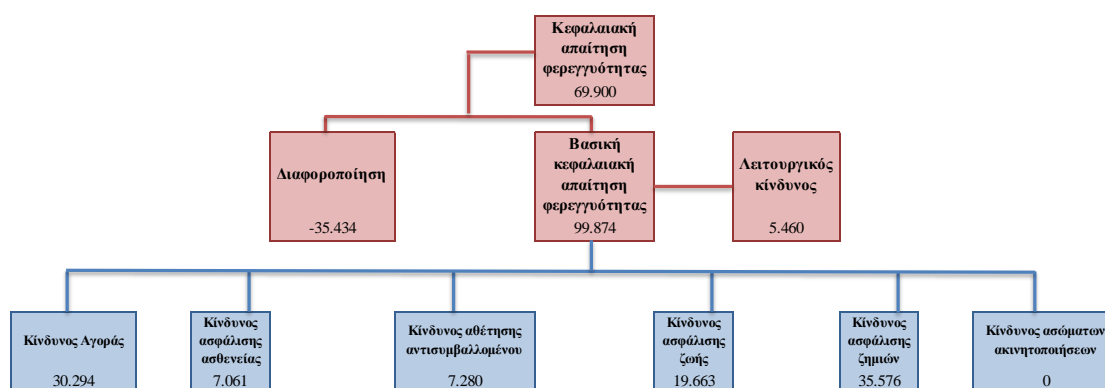 Κεφαλαιακή
απαίτηση
φερεγγυότητας
69.900
Διαφοροποίηση
-35.434
Βασική
κεφαλαιακή
απαίτηση
φερεγγυότητας
99.874
Λειτουργικός
κίνδυνος
5.460
Κίνδυνος Αγοράς
30.294
Κίνδυνος
ασφάλισης
ασθενείας
7.061
Κίνδυνος αθέτησης
αντισυμβαλλομένου
7.280
Κίνδυνος
ασφάλισης
ζωής
19.663
Κίνδυνος
ασφάλισης
ζημιών
35.576
Κίνδυνος ασώματων
ακινητοποιήσεων
0